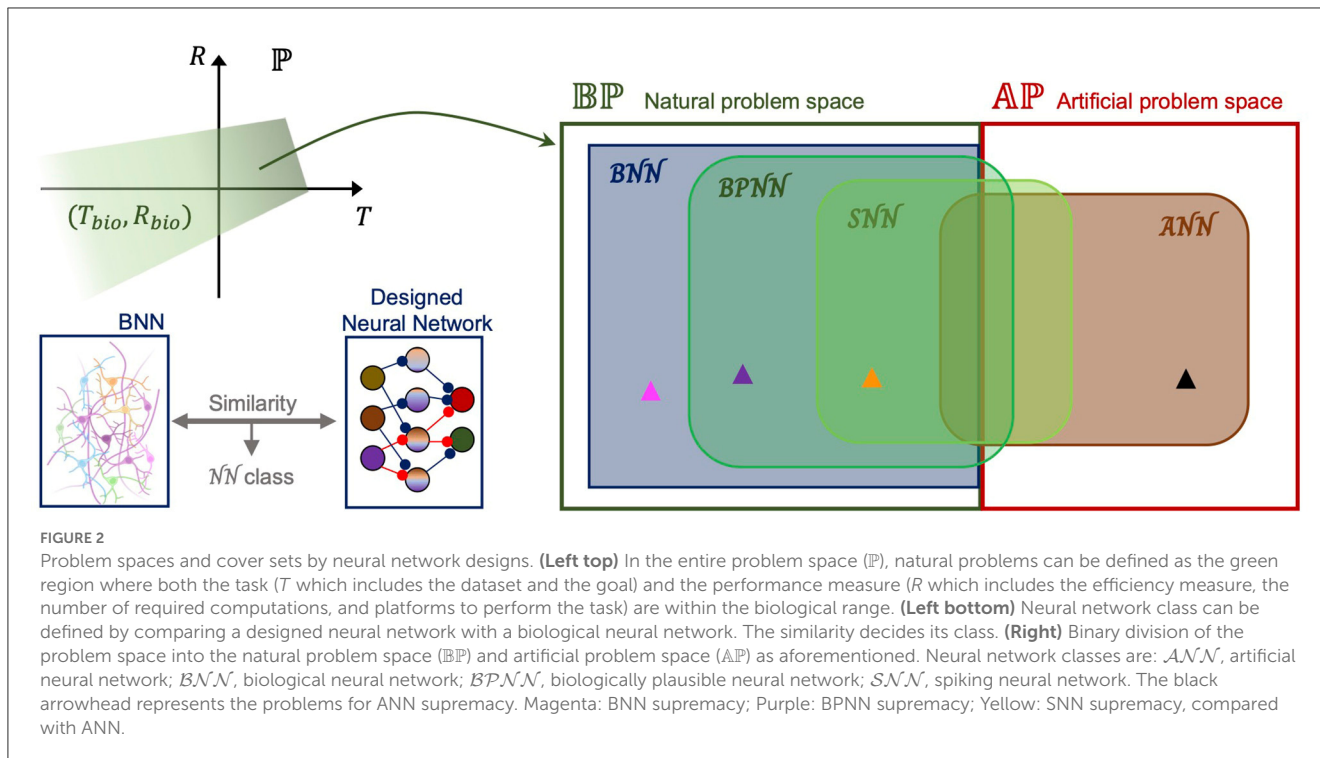 R
ℙ
(T_bio, R_bio)
T
𝔹ℙ Natural problem space
𝔸ℙ Artificial problem space
ℬ𝒩𝒩
ℬ𝒫𝒩𝒩
𝒮𝒩𝒩
𝒜𝒩𝒩
BNN
Designed
Neural Network
Similarity
𝒩𝒩 class
FIGURE 2
Problem spaces and cover sets by neural network designs. (Left top) In the entire problem space (ℙ), natural problems can be defined as the green
region where both the task (T which includes the dataset and the goal) and the performance measure (R which includes the efficiency measure, the
number of required computations, and platforms to perform the task) are within the biological range. (Left bottom) Neural network class can be
defined by comparing a designed neural network with a biological neural network. The similarity decides its class. (Right) Binary division of the
problem space into the natural problem space (𝔹ℙ) and artificial problem space (𝔸ℙ) as aforementioned. Neural network classes are: 𝒜𝒩𝒩, artificial
neural network; ℬ𝒩𝒩, biological neural network; ℬ𝒫𝒩𝒩, biologically plausible neural network; 𝒮𝒩𝒩, spiking neural network. The black
arrowhead represents the problems for ANN supremacy. Magenta: BNN supremacy; Purple: BPNN supremacy; Yellow: SNN supremacy, compared
with ANN.